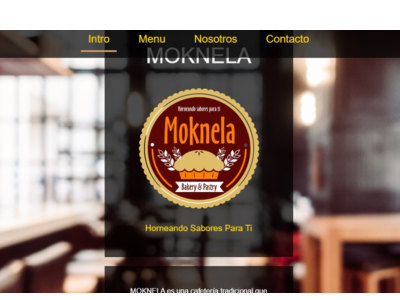 Intro Menu Nosotros Contacto
MOKNELA
Horneando sabores para ti
Moknela
Bakery & Pastry
Horneando Sabores Para Ti
MOKNELA es una cafetería tradicional que